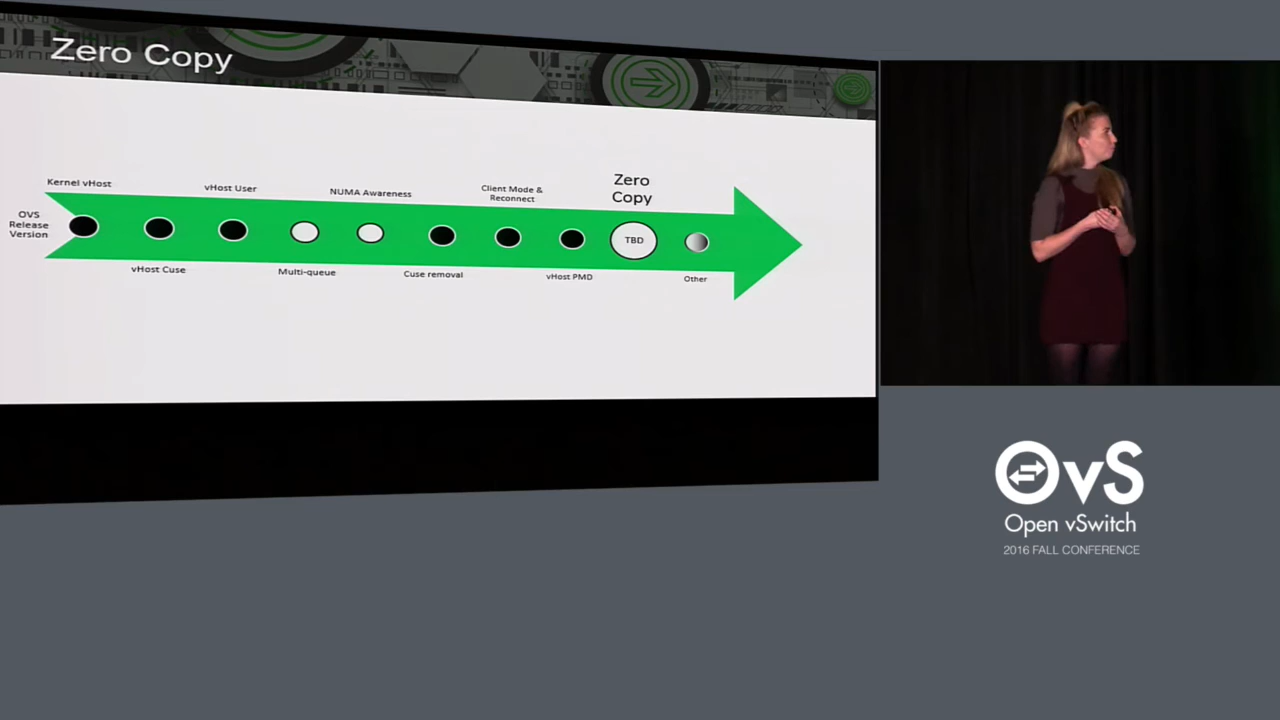 Zero Copy
Kernel vHost
vHost User
NUMA Awareness
Client Mode &
Reconnect
Zero
Copy
OVS
Release
Version
TBD
vHost Cuse
Multi-queue
Cuse removal
vHost PMD
Other
OvS
Open vSwitch
2016 FALL CONFERENCE